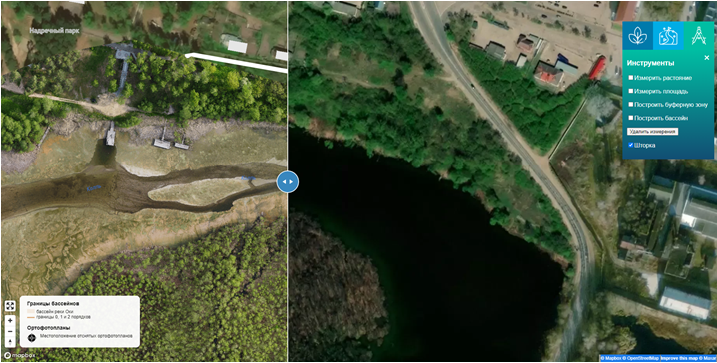 Надречный парк
Инструменты
Измерить растояние
Измерить площадь
Построить буферную зону
Построить бассейн
Удалить измерения
Шторка
Границы бассейнов
бассейн реки Оки
границы 0, 1 и 2 порядков
Ортофотопланы
Местоположение отснятых ортофотопланов
mapbox
© Mapbox © OpenStreetMap Improve this map © Maxar